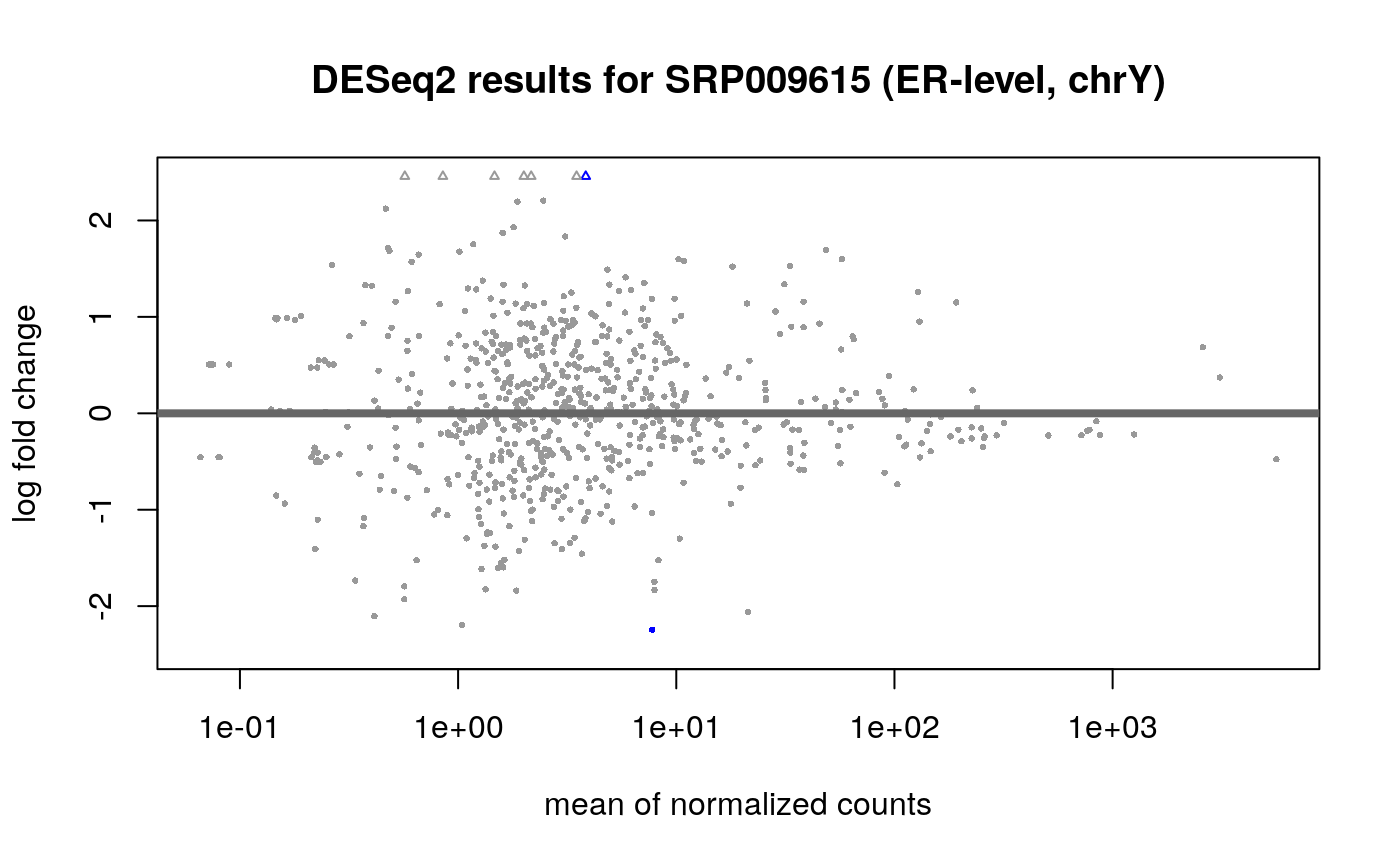 DESeq2 results for SRP009615 (ER-level, chrY)
log fold change
2
1
0
-1
-2
1e-01 1e+00 1e+01 1e+02 1e+03
mean of normalized counts